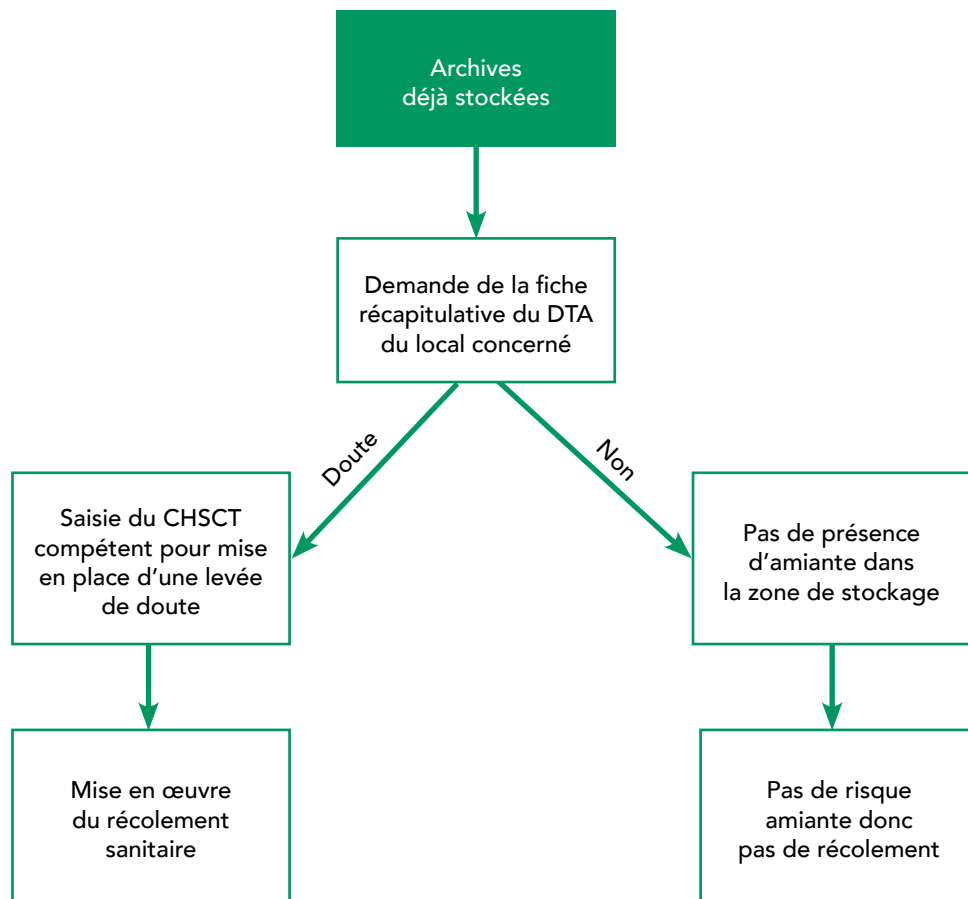 Archives
déjà stockées
Demande de la fiche
récapitulative du DTA
du local concerné
Doute
Non
Saisie du CHSCT
compétent pour mise
en place d’une levée
de doute
Pas de présence
d’amiante dans
la zone de stockage
Mise en œuvre
du récolement
sanitaire
Pas de risque
amiante donc
pas de récolement